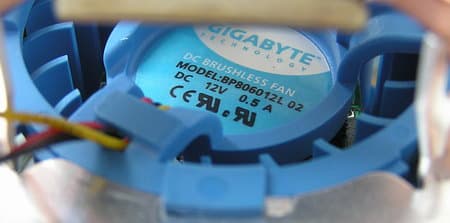 GIGABYTE
TECHNOLOGY
DC BRUSHLESS FAN
MODEL:BP806012L 02
DC 12V 0.5 A